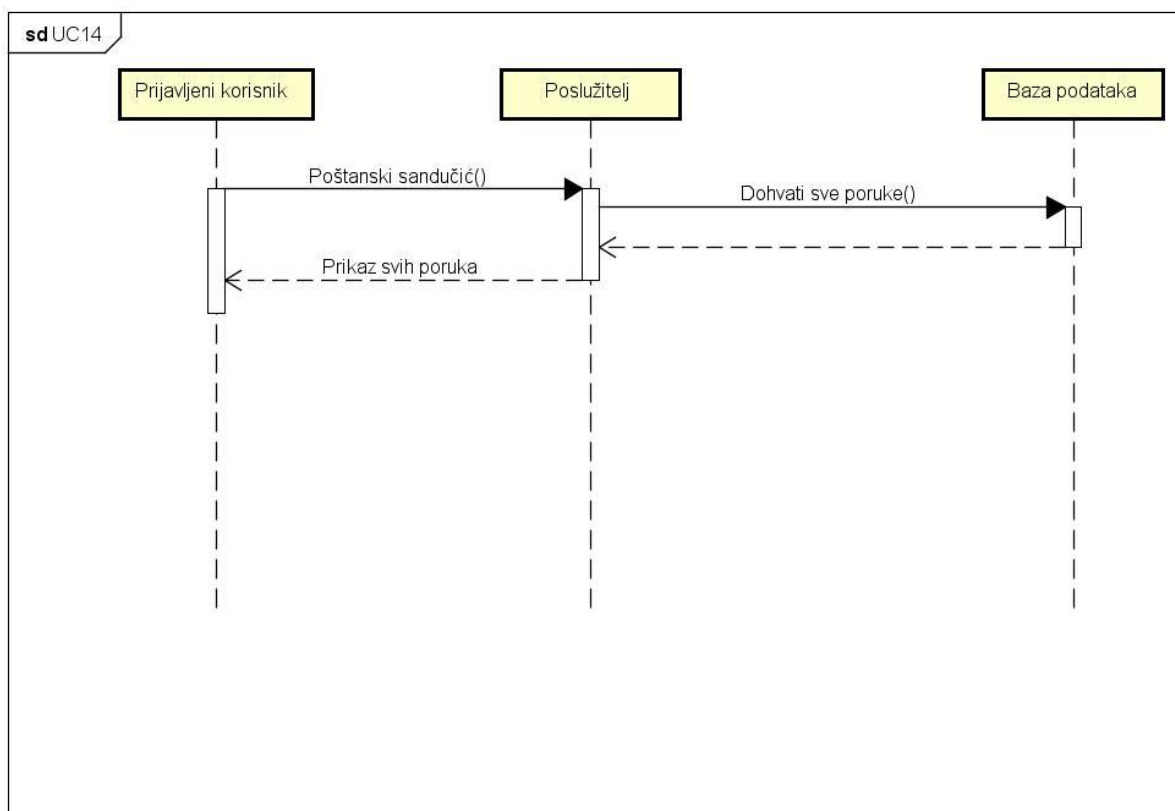 sd UC14
Prijavljeni korisnik
Poslužitelj
Baza podataka
Poštanski sandučić()
Dohvati sve poruke()
Prikaz svih poruka